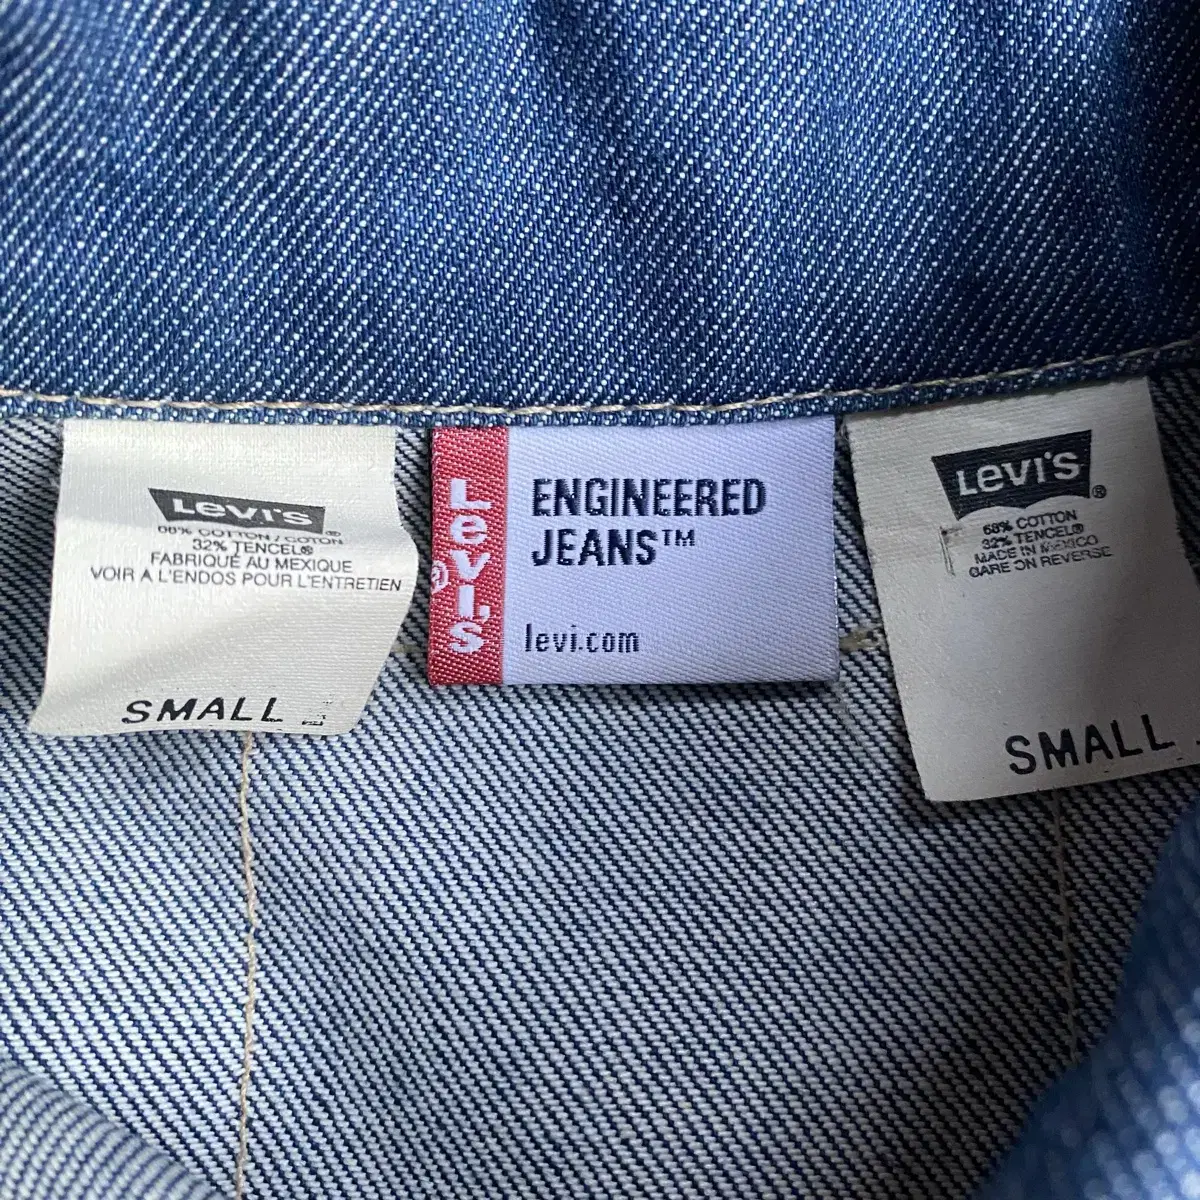 LEVI'S ®
68% COTTON / COTON
32% TENCEL®
FABRIQUÉ AU MEXIQUE
VOIR A L'ENDOS POUR L'ENTRETIEN
SMALL
Levi's ®
ENGINEERED
JEANS™
levi.com
LEVI'S ®
68% COTTON
32% TENCEL®
MADE IN MEXICO
CARE ON REVERSE
SMALL